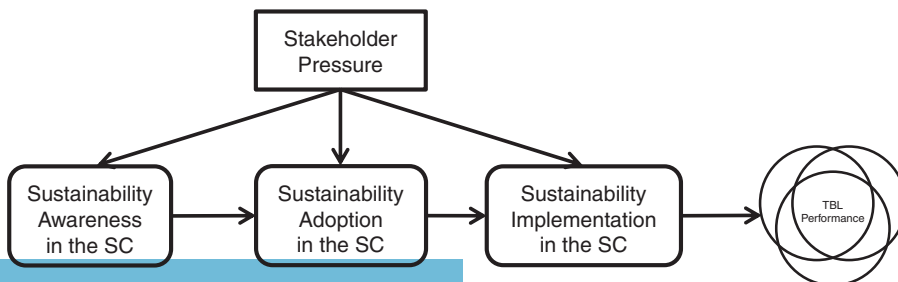 Stakeholder
Pressure
Sustainability
Awareness
in the SC
Sustainability
Adoption
in the SC
Sustainability
Implementation
in the SC
TBL
Performance